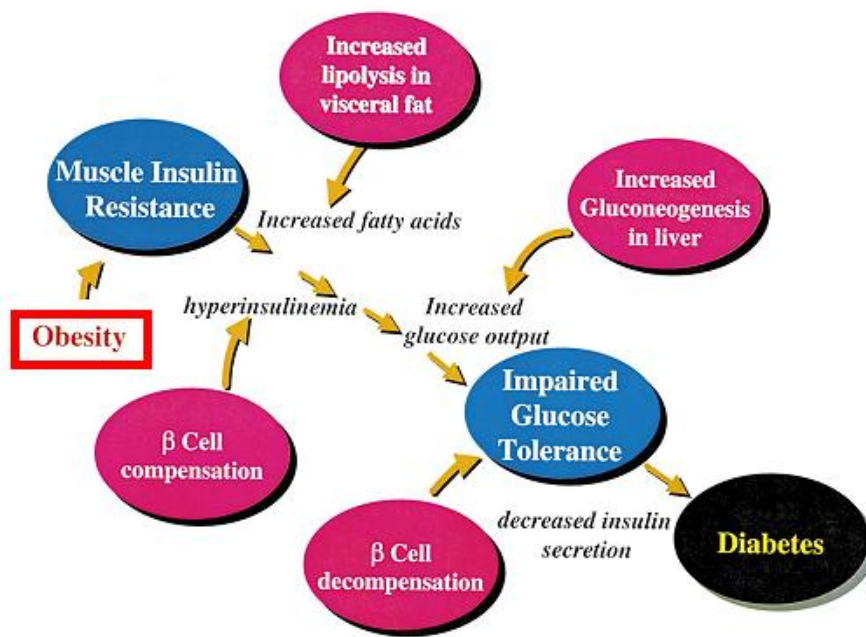 Increased
lipolysis in
visceral fat
Muscle Insulin
Resistance
Increased fatty acids
Increased
Gluconeogenesis
in liver
Obesity
hyperinsulinemia
Increased
glucose output
β Cell
compensation
Impaired
Glucose
Tolerance
β Cell
decompensation
decreased insulin
secretion
Diabetes